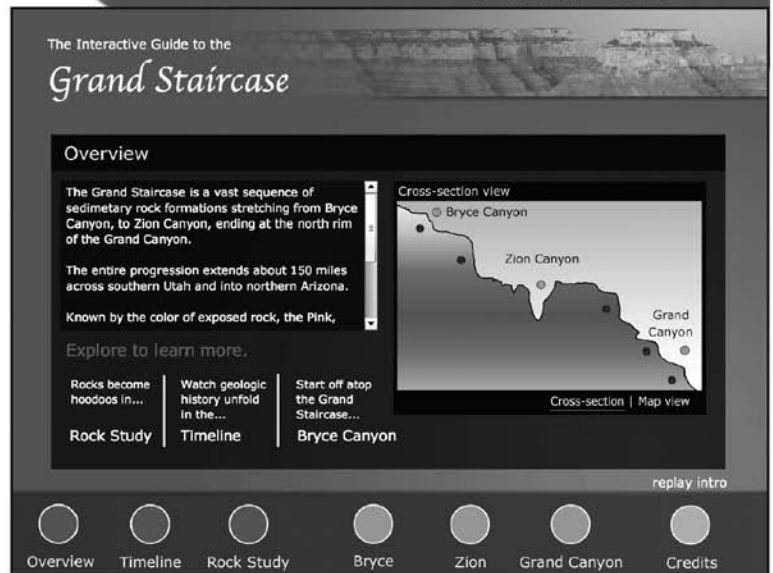 The Interactive Guide to the
Grand Staircase
Overview
The Grand Staircase is a vast sequence of
sedimetary rock formations stretching from Bryce
Canyon, to Zion Canyon, ending at the north rim
of the Grand Canyon.
The entire progression extends about 150 miles
across southern Utah and into northern Arizona.
Known by the color of exposed rock, the Pink,
Explore to learn more.
Rocks become
hoodoos in...
Rock Study
Watch geologic
history unfold
in the...
Timeline
Start off atop
the Grand
Staircase...
Bryce Canyon
Cross-section view
Bryce Canyon
Zion Canyon
Grand
Canyon
Cross-section | Map view
replay intro
Overview
Timeline
Rock Study
Bryce
Zion
Grand Canyon
Credits